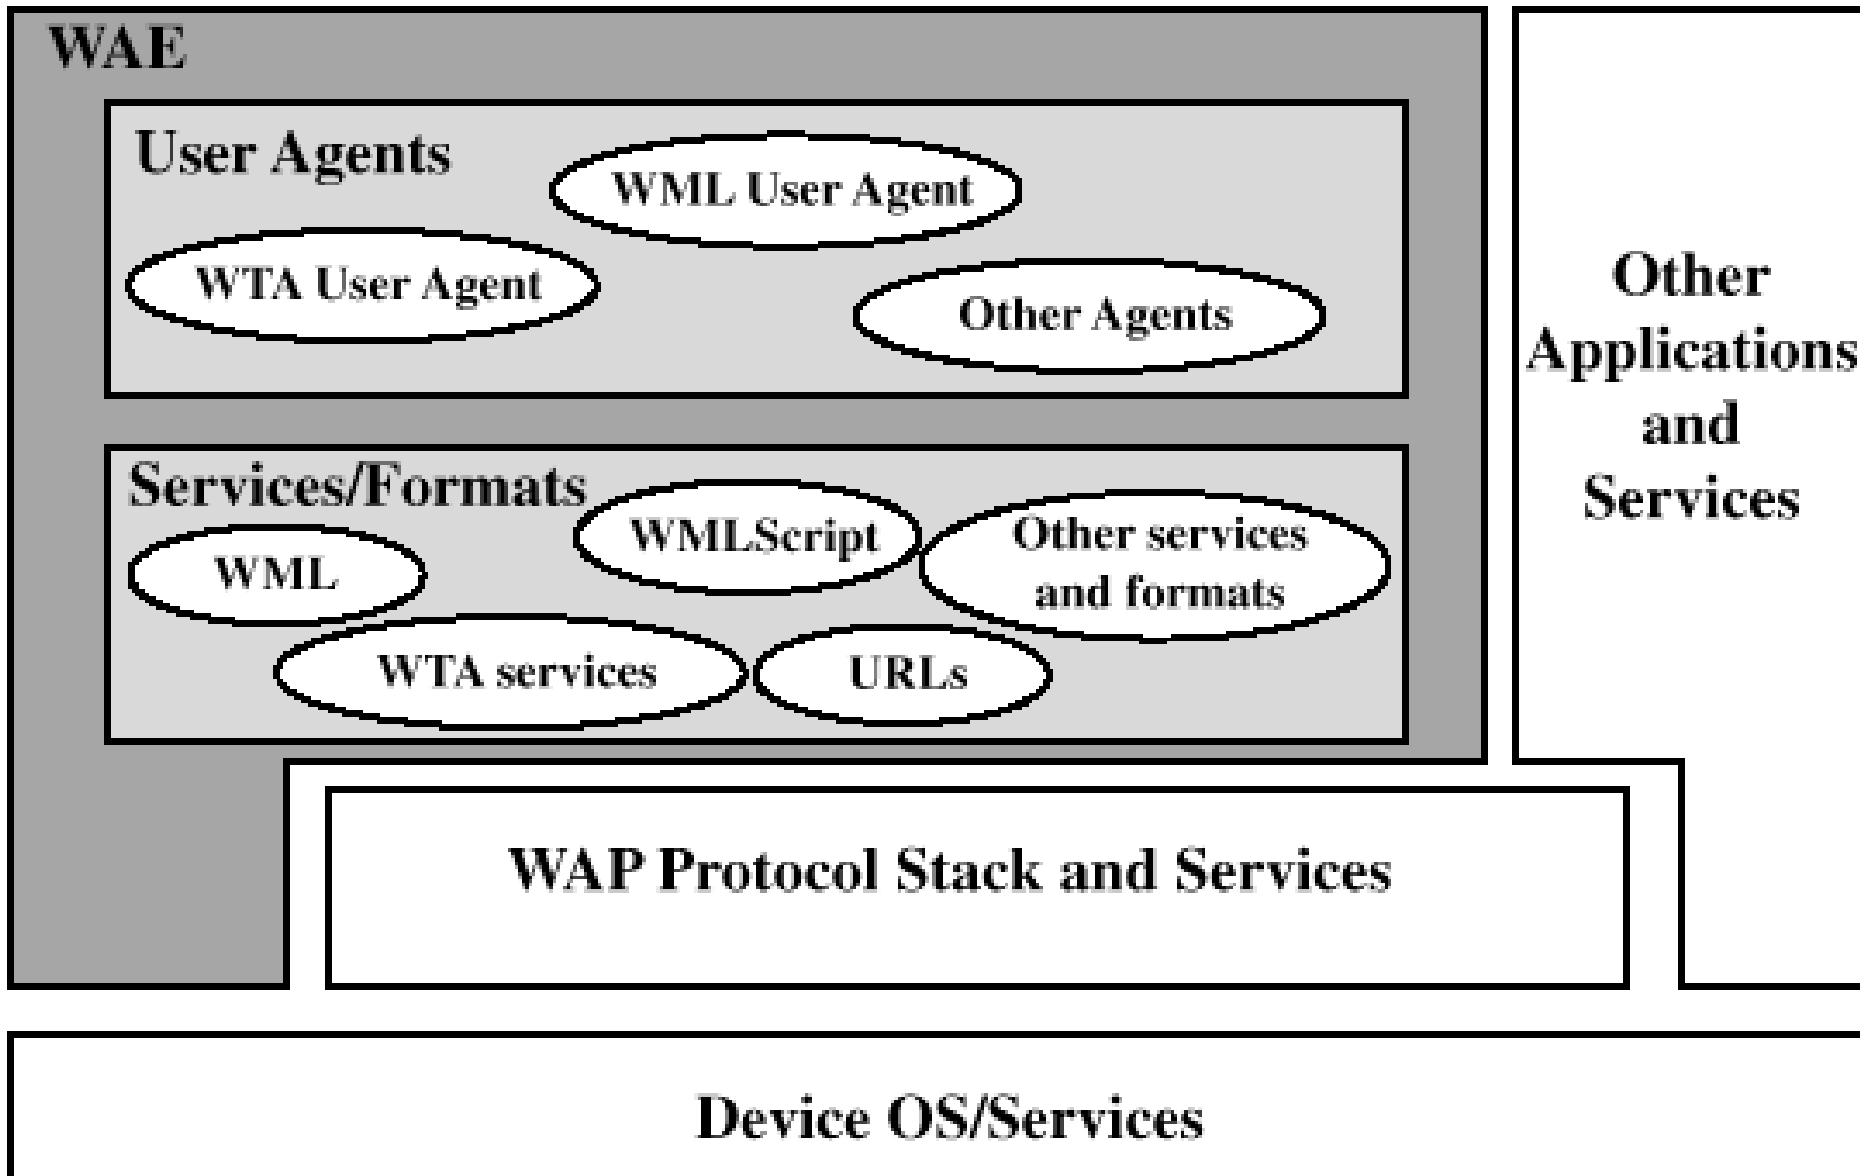 WAE
User Agents
WML User Agent
WTA User Agent
Other Agents
Services/Formats
WML
WMLScript
Other services
and formats
WTA services
URLs
Other
Applications
and
Services
WAP Protocol Stack and Services
Device OS/Services